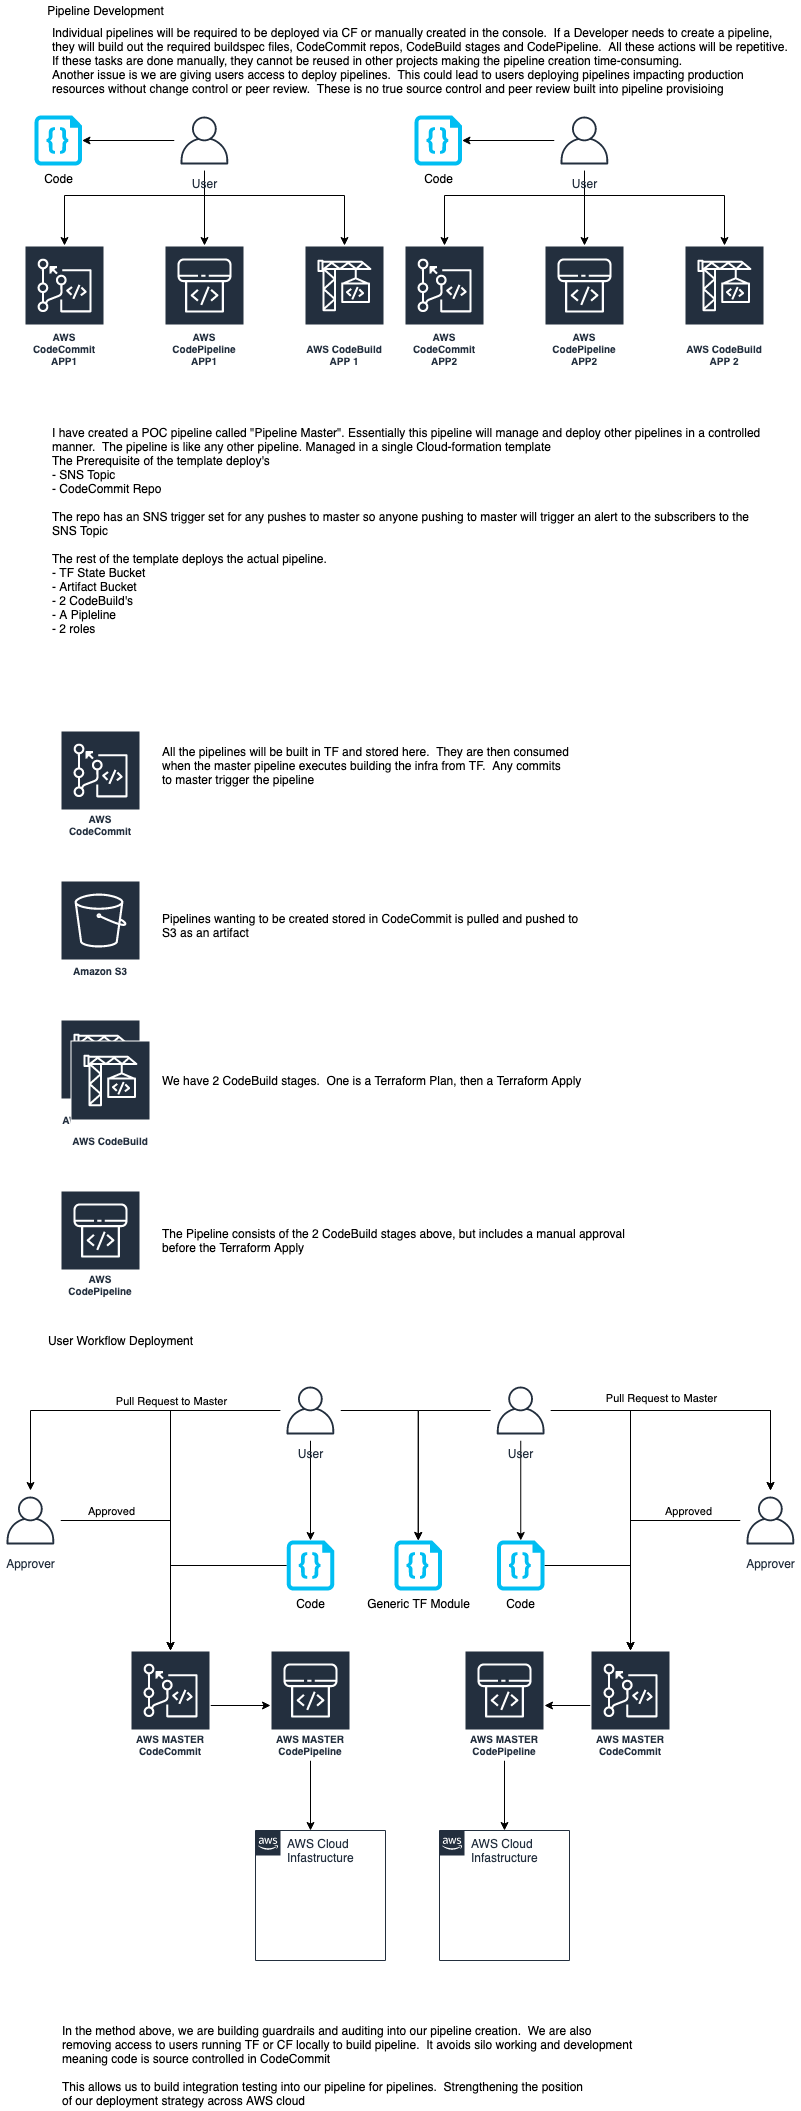 Pipeline Development
Individual pipelines will be required to be deployed via CF or manually created in the console.  If a Developer needs to create a pipeline,
they will build out the required buildspec files, CodeCommit repos, CodeBuild stages and CodePipeline.  All these actions will be repetitive.
If these tasks are done manually, they cannot be reused in other projects making the pipeline creation time-consuming.
Another issue is we are giving users access to deploy pipelines.  This could lead to users deploying pipelines impacting production
resources without change control or peer review.  These is no true source control and peer review built into pipeline provisioing
Code
User
Code
User
AWS
CodeCommit
APP1
AWS
CodePipeline
APP1
AWS CodeBuild
APP 1
AWS
CodeCommit
APP2
AWS
CodePipeline
APP2
AWS CodeBuild
APP 2
I have created a POC pipeline called "Pipeline Master". Essentially this pipeline will manage and deploy other pipelines in a controlled
manner.  The pipeline is like any other pipeline. Managed in a single Cloud-formation template
The Prerequisite of the template deploy's
- SNS Topic
- CodeCommit Repo
The repo has an SNS trigger set for any pushes to master so anyone pushing to master will trigger an alert to the subscribers to the
SNS Topic
The rest of the template deploys the actual pipeline.
- TF State Bucket
- Artifact Bucket
- 2 CodeBuild's
- A Pipleline
- 2 roles
All the pipelines will be built in TF and stored here.  They are then consumed
when the master pipeline executes building the infra from TF.  Any commits
to master trigger the pipeline
AWS
CodeCommit
Pipelines wanting to be created stored in CodeCommit is pulled and pushed to
S3 as an artifact
Amazon S3
We have 2 CodeBuild stages.  One is a Terraform Plan, then a Terraform Apply
AWS CodeBuild
The Pipeline consists of the 2 CodeBuild stages above, but includes a manual approval
before the Terraform Apply
AWS
CodePipeline
User Workflow Deployment
Pull Request to Master
Pull Request to Master
User
User
Approved
Approved
Approver
Approver
Code
Generic TF Module
Code
AWS MASTER
CodeCommit
AWS MASTER
CodePipeline
AWS MASTER
CodePipeline
AWS MASTER
CodeCommit
aws
AWS Cloud
Infastructure
aws
AWS Cloud
Infastructure
In the method above, we are building guardrails and auditing into our pipeline creation.  We are also
removing access to users running TF or CF locally to build pipeline.  It avoids silo working and development
meaning code is source controlled in CodeCommit
This allows us to build integration testing into our pipeline for pipelines.  Strengthening the position
of our deployment strategy across AWS cloud